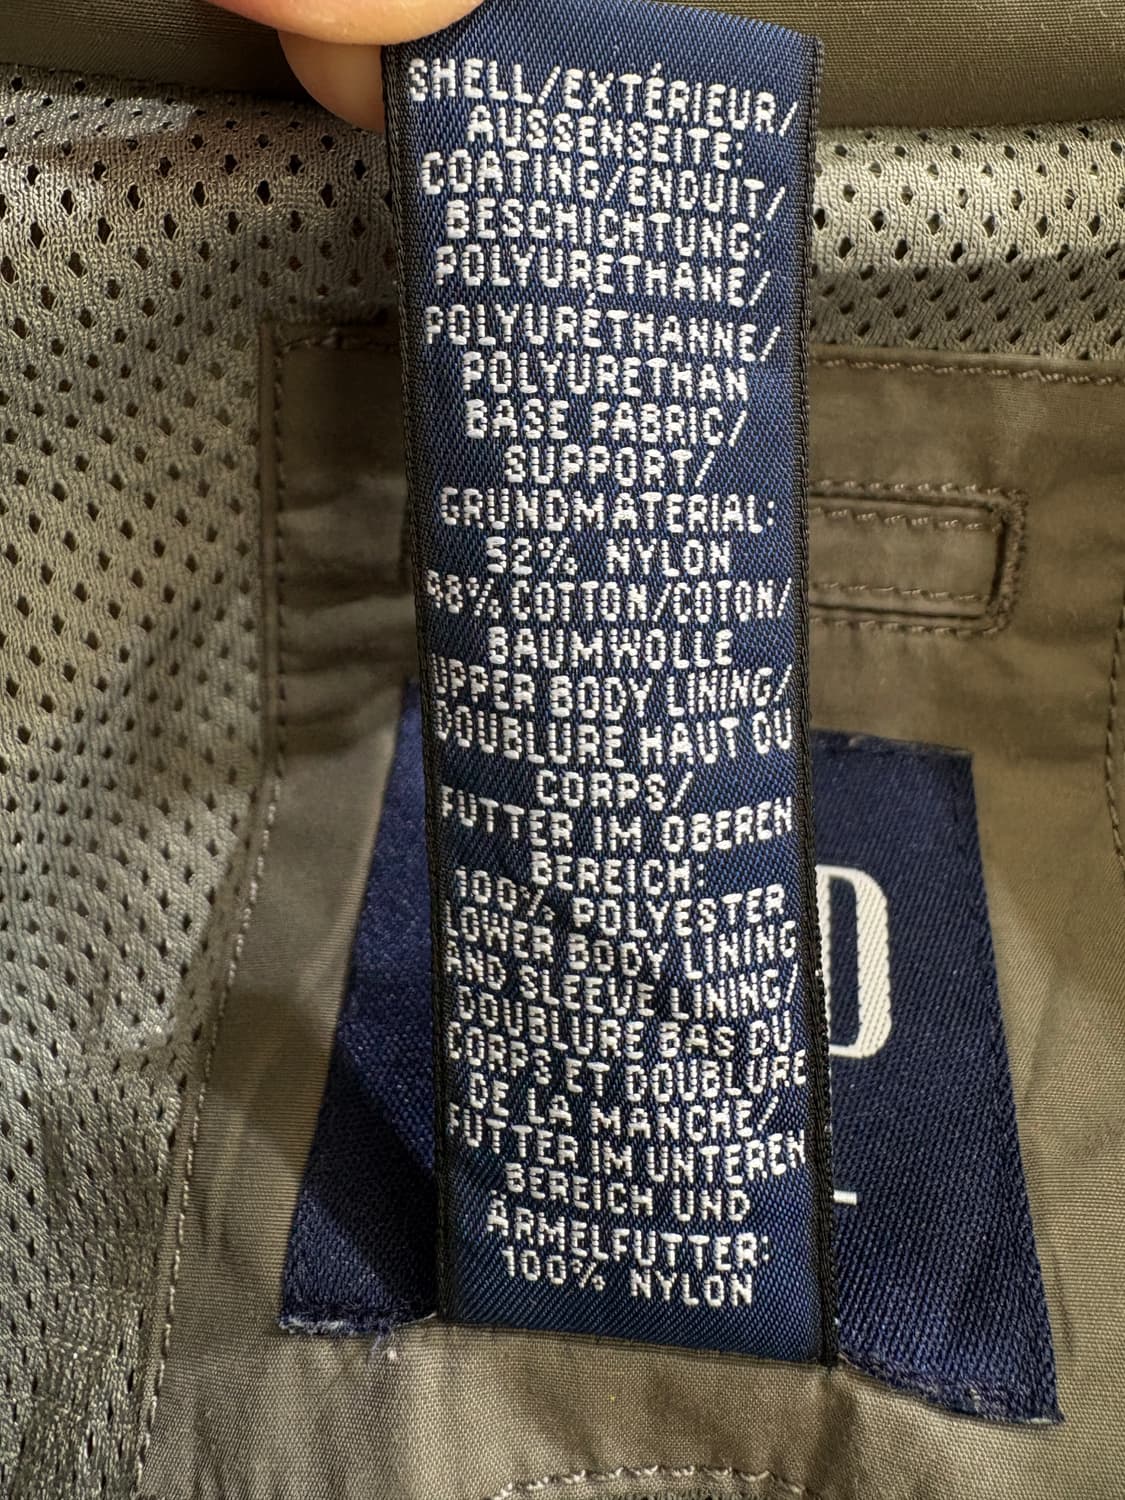 SHELL/EXTÉRIEUR/
AUSSENSEITE:
COATING/ENDUIT/
BESCHICHTUNG:
POLYURETHANE/
POLYURÉTHANNE/
POLYURETHAN
BASE FABRIC/
SUPPORT/
GRUNDMATERIAL:
52% NYLON
48% COTTON/COTON/
BAUMWOLLE
UPPER BODY LINING/
DOUBLURE HAUT DU
CORPS/
FUTTER IM OBEREN
BEREICH:
100% POLYESTER
LOWER BODY LINING
AND SLEEVE LINING/
DOUBLURE BAS DU
CORPS ET DOUBLURE
DE LA MANCHE/
FUTTER IM UNTEREN
BEREICH UND
ARMELFUTTER:
100% NYLON